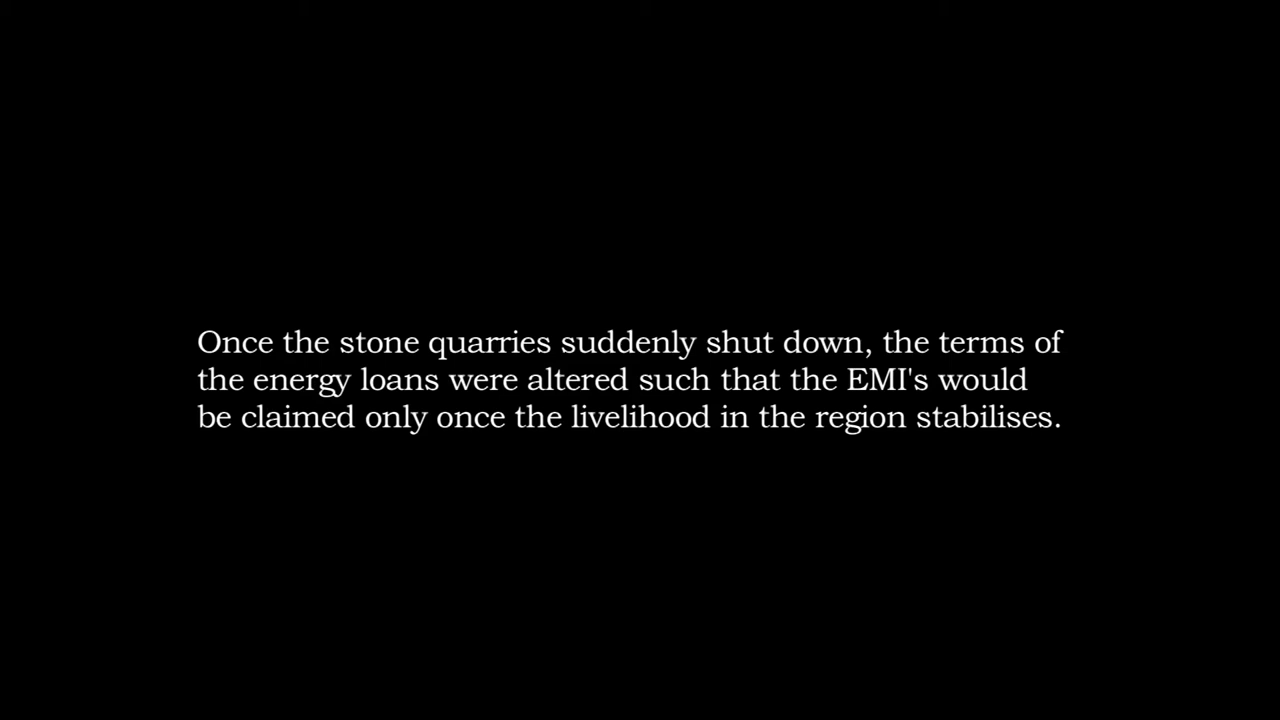 Once the stone quarries suddenly shut down, the terms of
the energy loans were altered such that the EMI's would
be claimed only once the livelihood in the region stabilises.